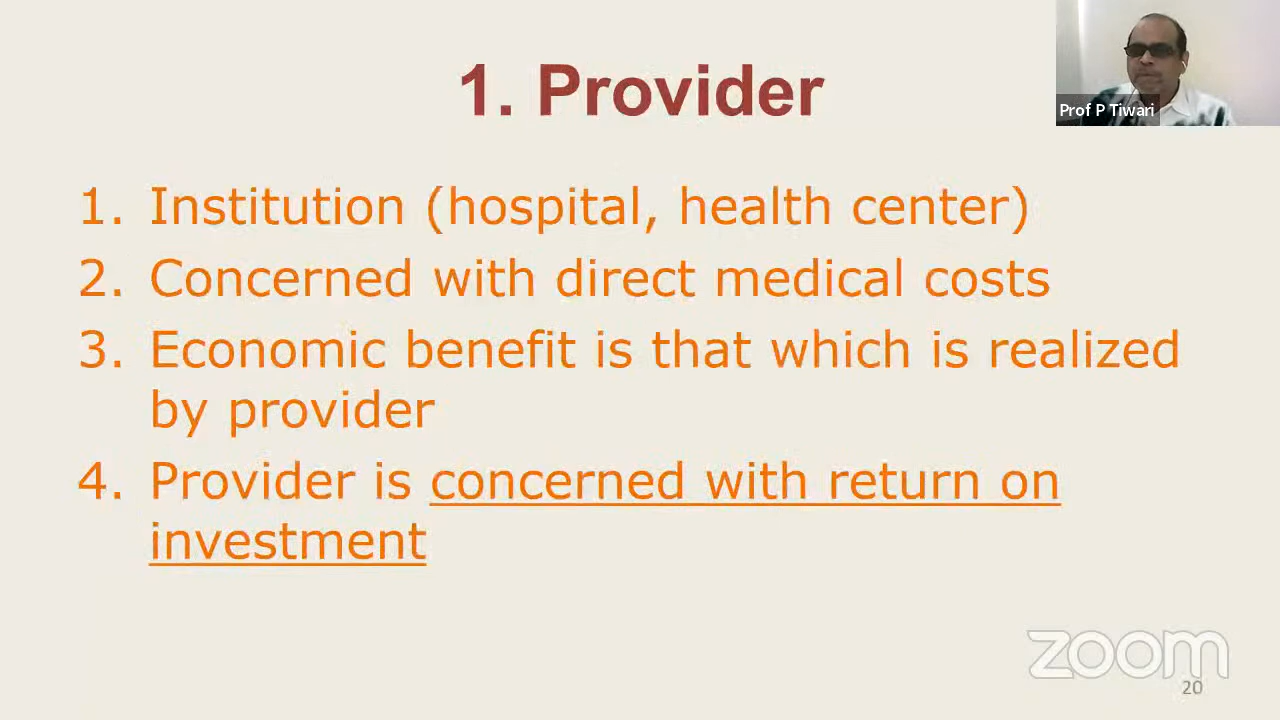 1. Provider
Prof P Tiwari
1. Institution (hospital, health center)
2. Concerned with direct medical costs
3. Economic benefit is that which is realized
by provider
4. Provider is concerned with return on
investment
zoom
20